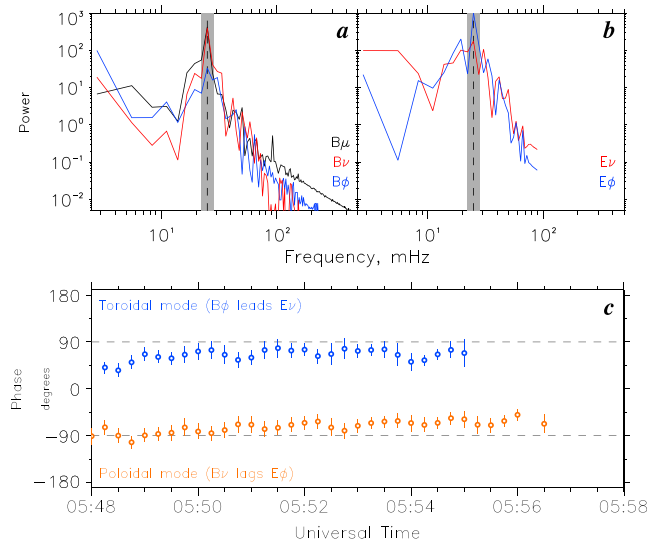 10³
10²
10¹
10⁰
10⁻¹
10⁻²
Power
a
b
Bμ
Bν
Bϕ
Eν
Eϕ
10¹
10²
10¹
10²
Frequency, mHz
c
Toroidal mode (Bϕ leads Eν)
180
90
0
−90
−180
Phase
degrees
Poloidal mode (Bν lags Eϕ)
05:48
05:50
05:52
05:54
05:56
05:58
Universal Time